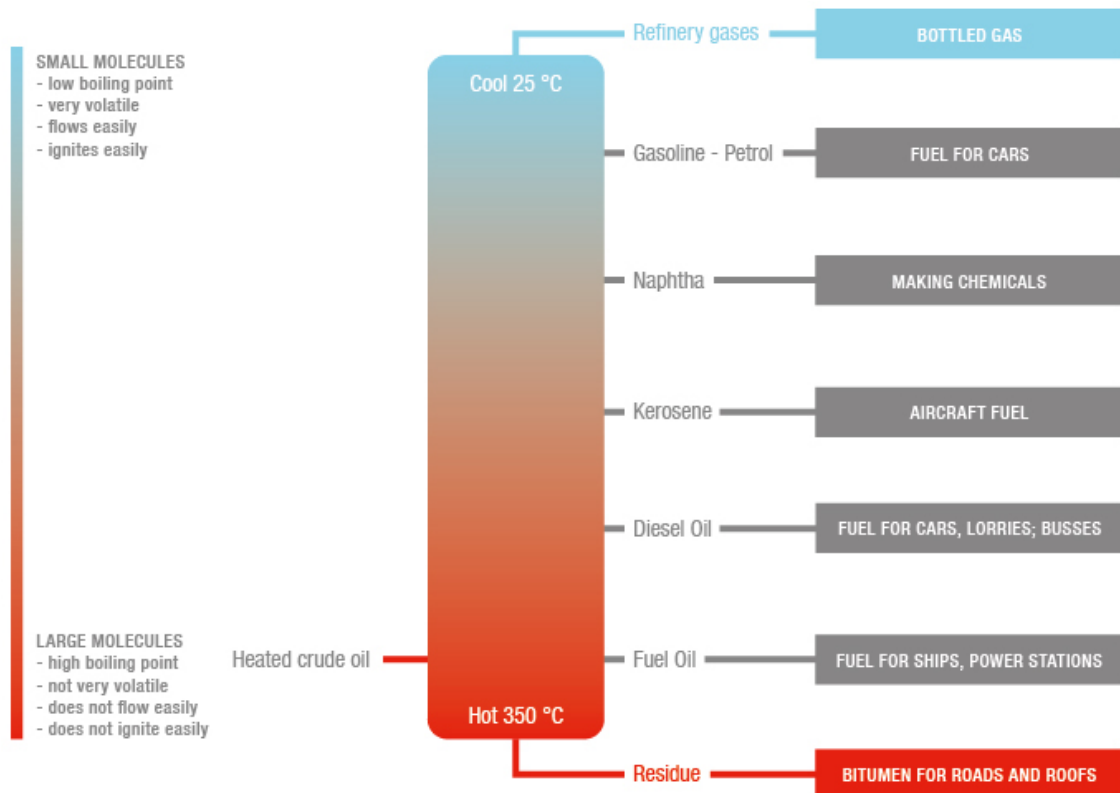 Refinery gases
BOTTLED GAS
SMALL MOLECULES
- low boiling point
- very volatile
- flows easily
- ignites easily
Cool 25 °C
Gasoline - Petrol
FUEL FOR CARS
Naphtha
MAKING CHEMICALS
Kerosene
AIRCRAFT FUEL
Diesel Oil
FUEL FOR CARS, LORRIES; BUSSES
LARGE MOLECULES
- high boiling point
- not very volatile
- does not flow easily
- does not ignite easily
Heated crude oil
Fuel Oil
FUEL FOR SHIPS, POWER STATIONS
Hot 350 °C
Residue
BITUMEN FOR ROADS AND ROOFS